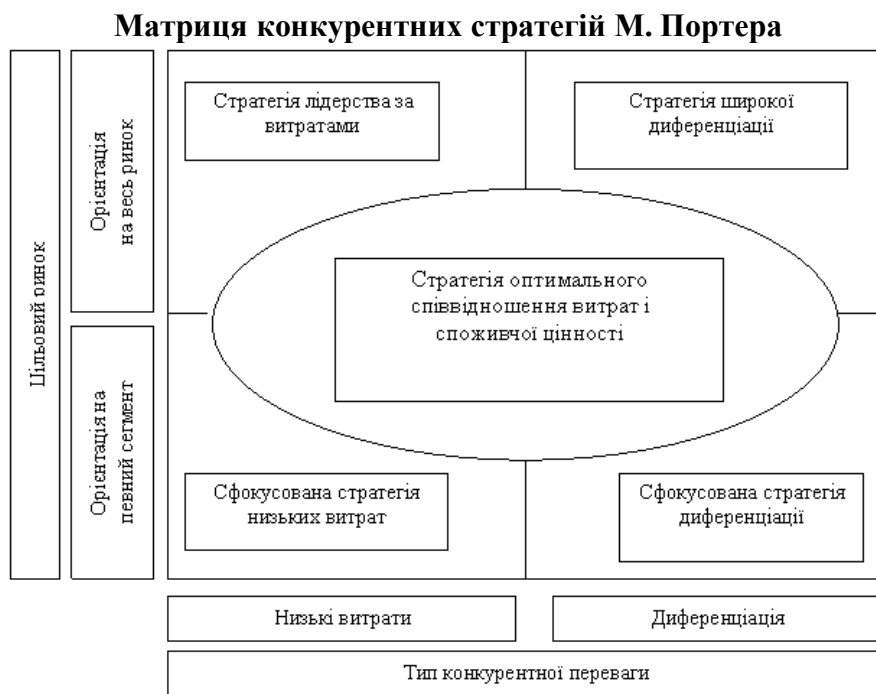 Матриця конкурентних стратегій М. Портера
Цільовий ринок
Орієнтація
на весь ринок
Стратегія лідерства за
витратами
Стратегія широкої
диференціації
Стратегія оптимального
співвідношення витрат і
споживчої цінності
Орієнтація на
певний сегмент
Сфокусована стратегія
низьких витрат
Сфокусована стратегія
диференціації
Низькі витрати
Диференціація
Тип конкурентної переваги